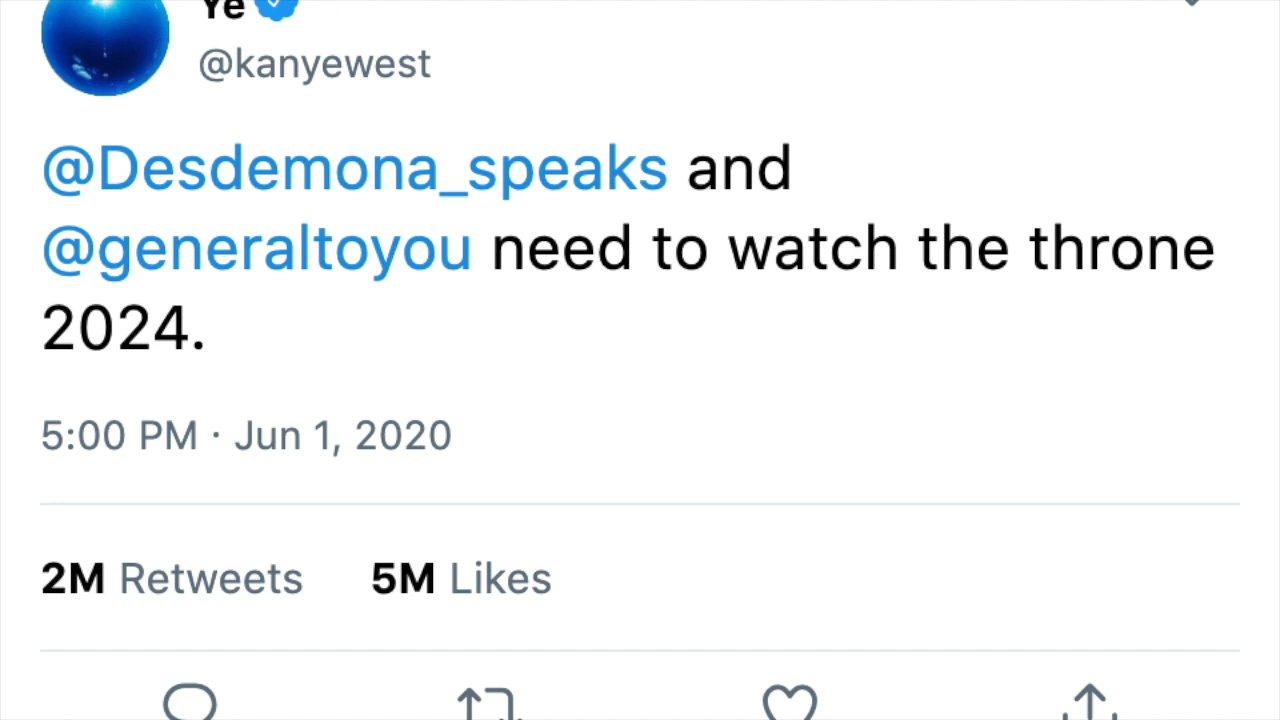 Ye
@kanyewest
@Desdemona_speaks and
@generaltoyou need to watch the throne
2024.
5:00 PM · Jun 1, 2020
2M Retweets 5M Likes